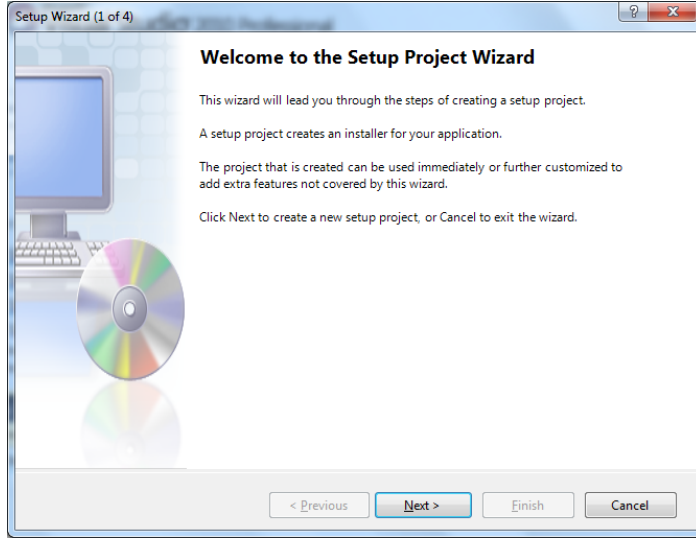 Setup Wizard (1 of 4)
2010 Professional
Welcome to the Setup Project Wizard
This wizard will lead you through the steps of creating a setup project.
A setup project creates an installer for your application.
The project that is created can be used immediately or further customized to
add extra features not covered by this wizard.
Click Next to create a new setup project, or Cancel to exit the wizard.
< Previous
Next >
Finish
Cancel